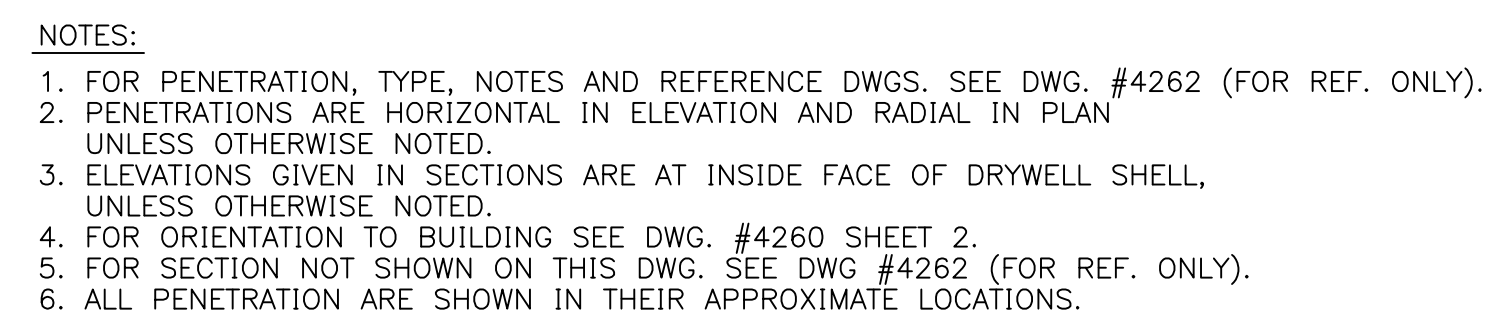 NOTES:
1. FOR PENETRATION, TYPE, NOTES AND REFERENCE DWGS. SEE DWG. #4262 (FOR REF. ONLY).
2. PENETRATIONS ARE HORIZONTAL IN ELEVATION AND RADIAL IN PLAN
UNLESS OTHERWISE NOTED.
3. ELEVATIONS GIVEN IN SECTIONS ARE AT INSIDE FACE OF DRYWELL SHELL,
UNLESS OTHERWISE NOTED.
4. FOR ORIENTATION TO BUILDING SEE DWG. #4260 SHEET 2.
5. FOR SECTION NOT SHOWN ON THIS DWG. SEE DWG #4262 (FOR REF. ONLY).
6. ALL PENETRATION ARE SHOWN IN THEIR APPROXIMATE LOCATIONS.